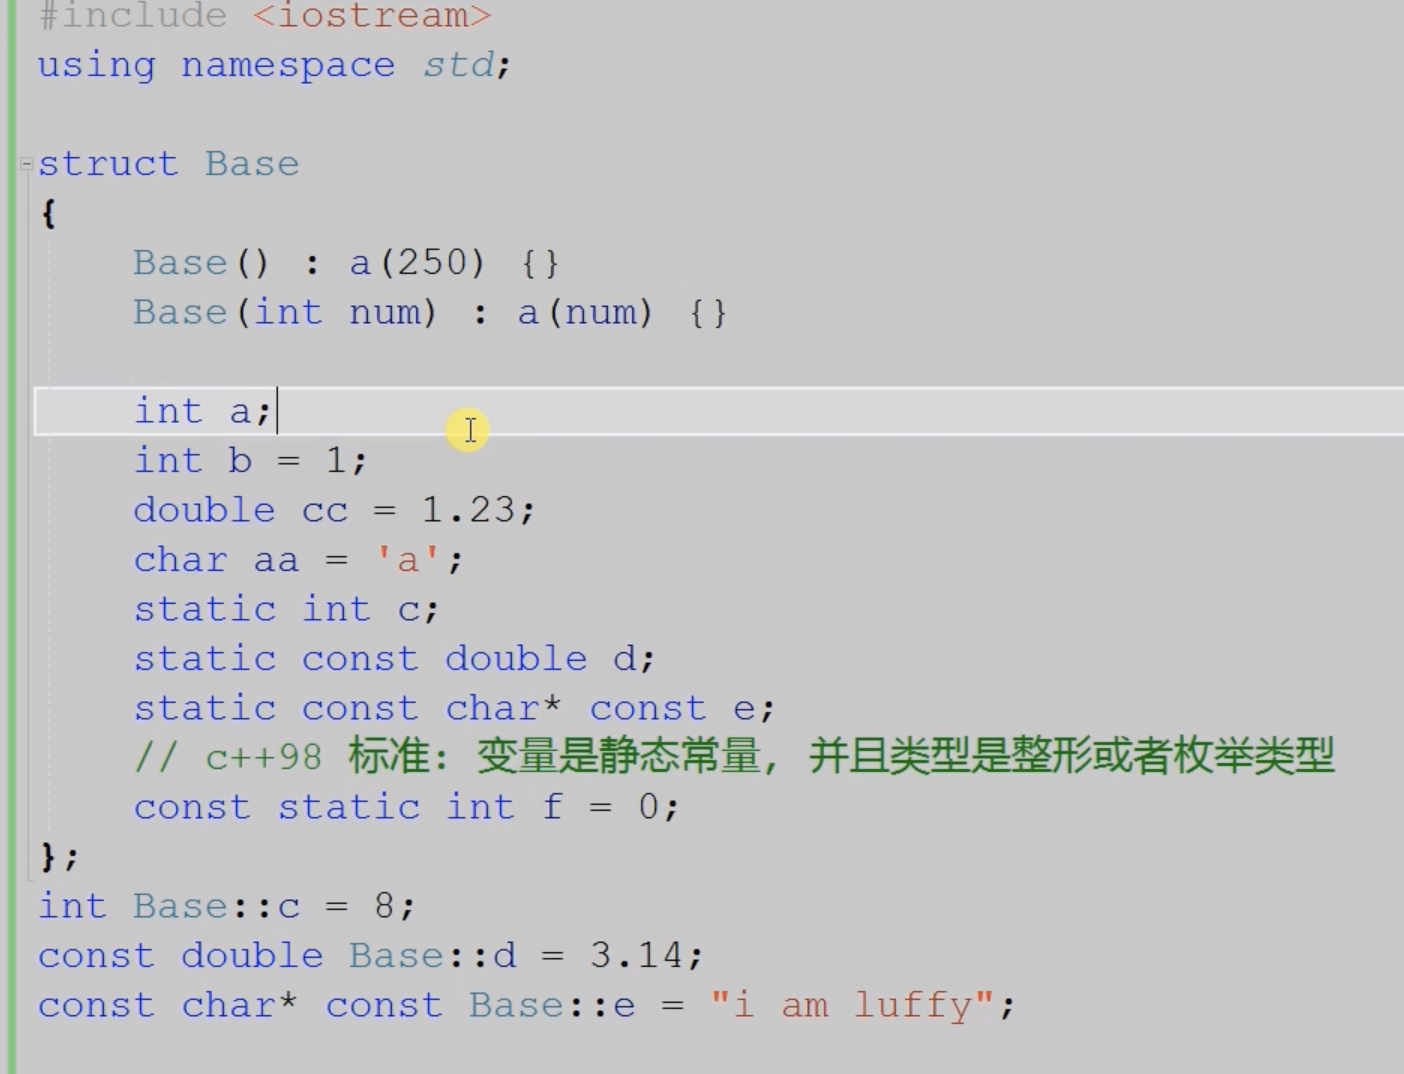 #include <iostream>
using namespace std;
struct Base
{
Base() : a(250) {}
Base(int num) : a(num) {}
int a;
int b = 1;
double cc = 1.23;
char aa = 'a';
static int c;
static const double d;
static const char* const e;
// c++98 标准: 变量是静态常量, 并且类型是整形或者枚举类型
const static int f = 0;
};
int Base::c = 8;
const double Base::d = 3.14;
const char* const Base::e = "i am luffy";